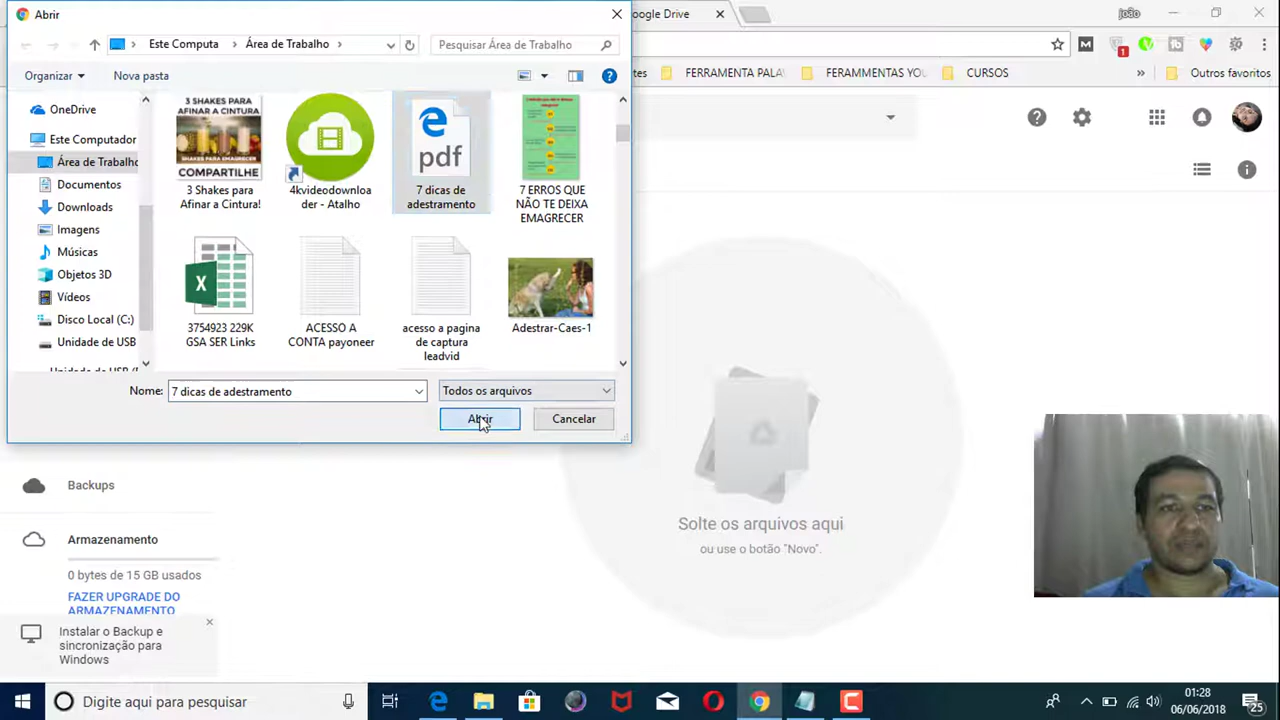 Abrir
oogle Drive
joão
Este Computa
Área de Trabalho
Pesquisar Área de Trabalho
Organizar
Nova pasta
tes
FERRAMENTA PALA
FERAMMENTAS YOU
CURSOS
»
Outros favoritos
OneDrive
Este Computador
Área de Trabalho
Documentos
Downloads
Imagens
Músicas
Objetos 3D
Vídeos
Disco Local (C:)
Unidade de USB
3 SHAKES PARA
AFINAR A CINTURA!
SHAKES PARA EMAGRECER
COMPARTILHE
3 Shakes para
Afinar a Cintura!
4kvideodownloa
der - Atalho
pdf
7 dicas de
adestramento
7 ERROS QUE
NÃO TE DEIXA
EMAGRECER
3754923 229K
GSA SER Links
ACESSO A
CONTA payoneer
acesso a pagina
de captura
leadvid
Adestrar-Caes-1
Nome:
7 dicas de adestramento
Todos os arquivos
Abrir
Cancelar
Backups
Armazenamento
0 bytes de 15 GB usados
FAZER UPGRADE DO
ARMAZENAMENTO
Instalar o Backup e
sincronização para
Windows
Solte os arquivos aqui
ou use o botão "Novo".
Digite aqui para pesquisar
01:28
06/06/2018
25